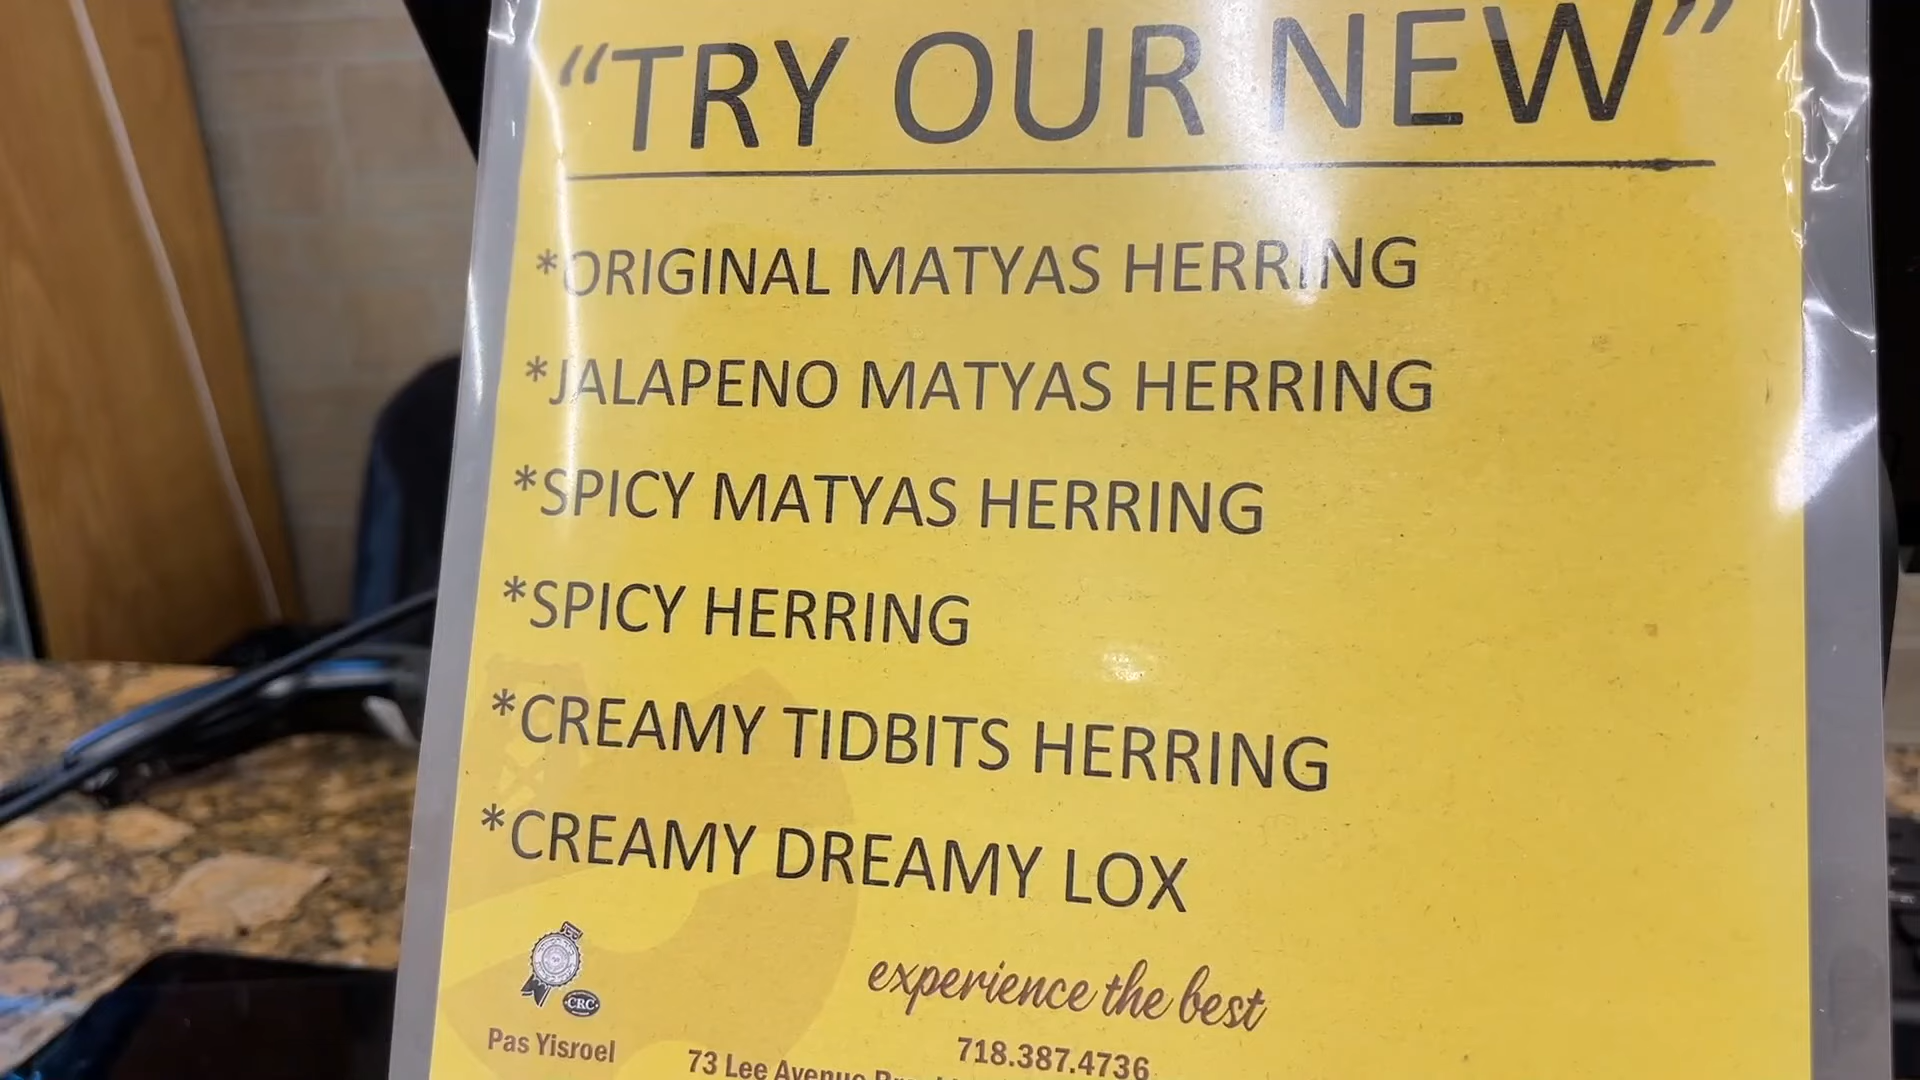 “TRY OUR NEW”
*ORIGINAL MATYAS HERRING
*JALAPENO MATYAS HERRING
*SPICY MATYAS HERRING
*SPICY HERRING
*CREAMY TIDBITS HERRING
*CREAMY DREAMY LOX
CRC
experience the best
Pas Yisroel
718.387.4736
73 Lee Avenue